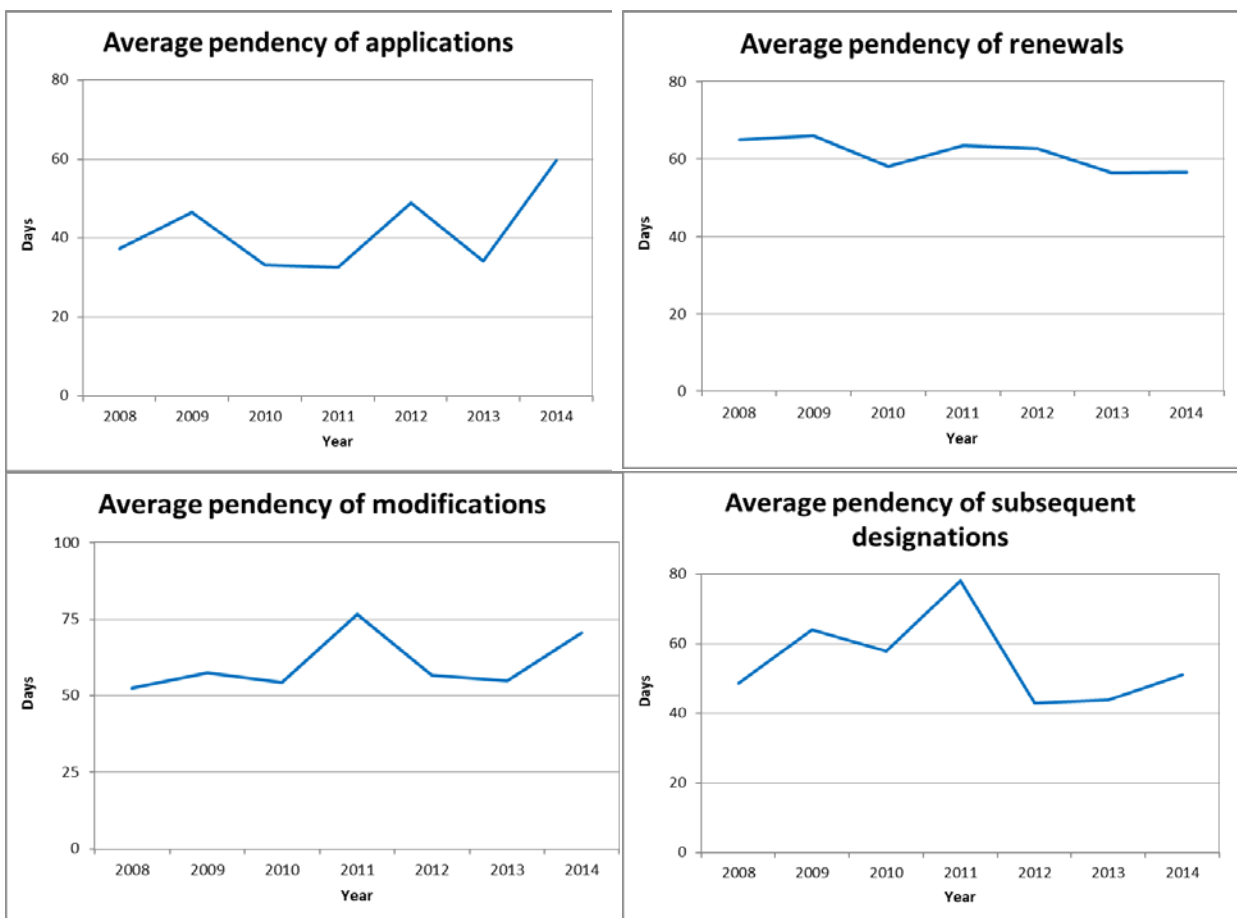 Average pendency of applications
80
60
40
20
0
Days
2008 2009 2010 2011 2012 2013 2014
Year
Average pendency of renewals
80
60
40
20
0
Days
2008 2009 2010 2011 2012 2013 2014
Year
Average pendency of modifications
100
75
50
25
0
Days
2008 2009 2010 2011 2012 2013 2014
Year
Average pendency of subsequent
designations
80
60
40
20
0
Days
2008 2009 2010 2011 2012 2013 2014
Year